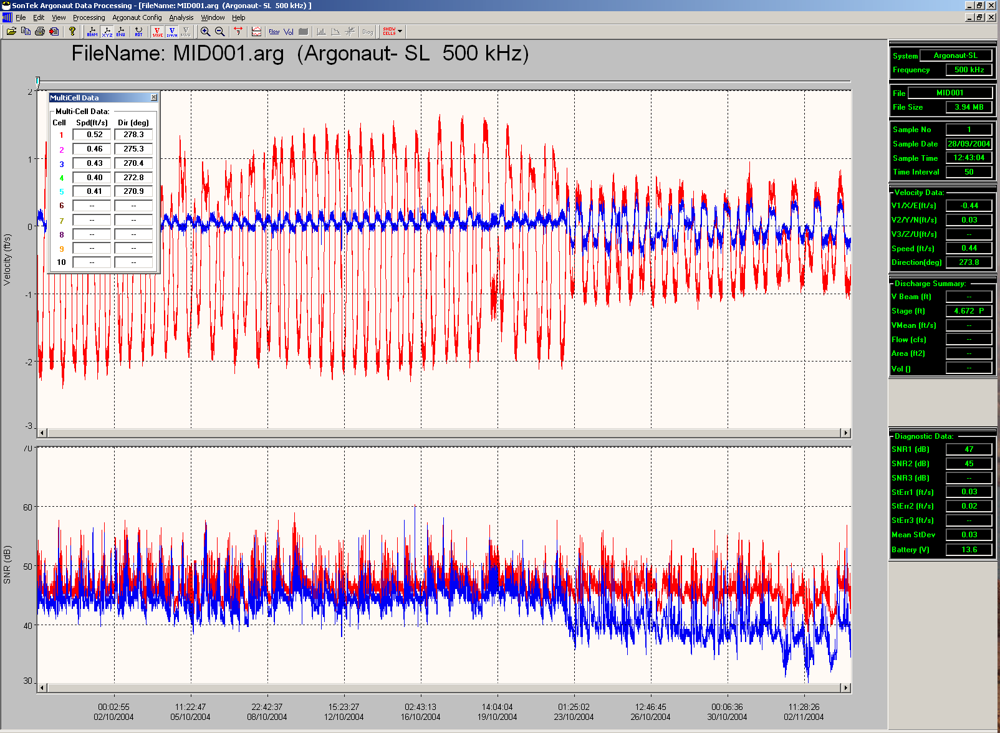 SonTek Argonaut Data Processing - [FileName: MID001.arg (Argonaut- SL 500 kHz) ]
File Edit View Processing Argonaut Config Analysis Window Help
BEAM XYZ ENU ROT V 1/X/E V 2/Y/N V 3/Z/U Flow Vol Diag SHOW CELLS
FileName: MID001.arg (Argonaut- SL 500 kHz)
MultiCell Data
Multi-Cell Data:
Cell Spd(ft/s) Dir (deg)
1 0.52 278.3
2 0.46 275.3
3 0.43 270.4
4 0.40 272.8
5 0.41 270.9
6 -- --
7 -- --
8 -- --
9 -- --
10 -- --
Velocity (ft/s)
2
1
0
-1
-2
-3
SNR (dB)
70
60
50
40
30
00:02:55 11:22:47 22:42:37 15:23:27 02:43:13 14:04:04 01:25:02 12:46:45 00:06:36 11:28:26
02/10/2004 05/10/2004 08/10/2004 12/10/2004 16/10/2004 19/10/2004 23/10/2004 26/10/2004 30/10/2004 02/11/2004
System Argonaut-SL
Frequency 500 kHz
File MID001
File Size 3.94 MB
Sample No 1
Sample Date 28/09/2004
Sample Time 12:43:04
Time Interval 50
Velocity Data:
V1/X/E(ft/s) -0.44
V2/Y/N(ft/s) 0.03
V3/Z/U(ft/s) --
Speed (ft/s) 0.44
Direction(deg) 273.8
Discharge Summary:
V Beam (ft) --
Stage (ft) 4.672 P
VMean (ft/s) --
Flow (cfs) --
Area (ft2) --
Vol () --
Diagnostic Data:
SNR1 (dB) 47
SNR2 (dB) 45
SNR3 (dB) --
StErr1 (ft/s) 0.03
StErr2 (ft/s) 0.02
StErr3 (ft/s) --
Mean StDev 0.03
Battery (V) 13.6